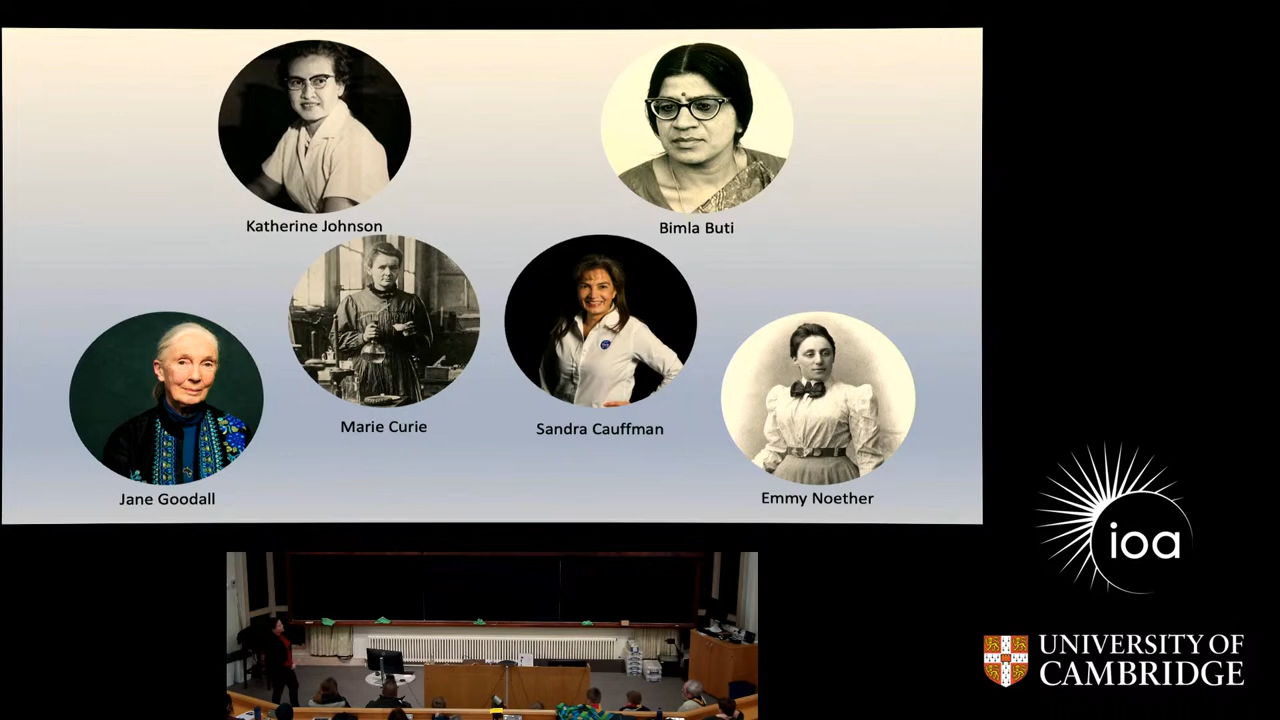 Katherine Johnson
Bimla Buti
Marie Curie
Sandra Cauffman
Jane Goodall
Emmy Noether
ioa
UNIVERSITY OF
CAMBRIDGE